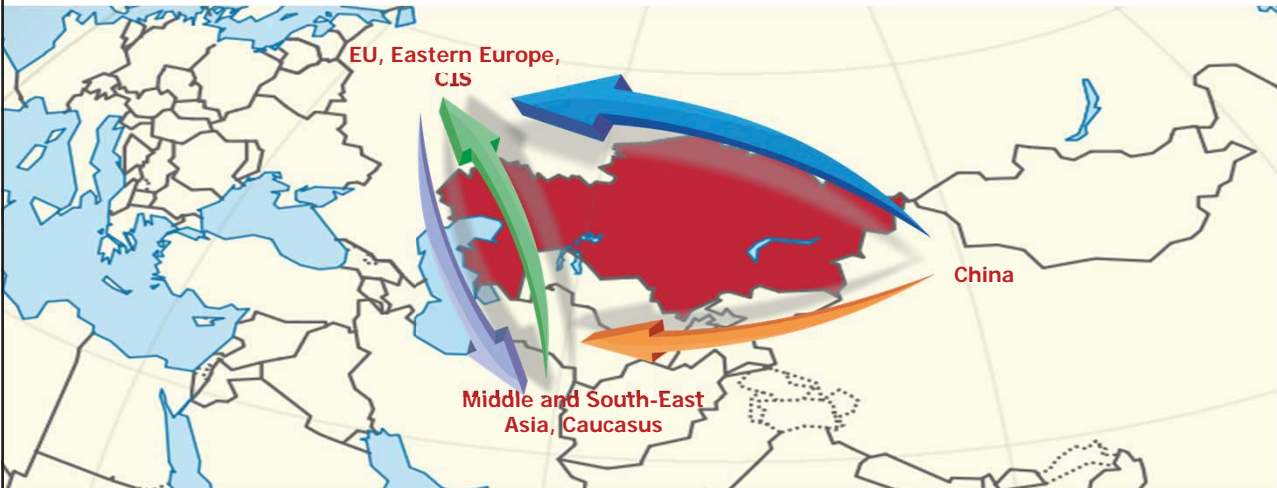 EU, Eastern Europe,
CIS
China
Middle and South-East
Asia, Caucasus